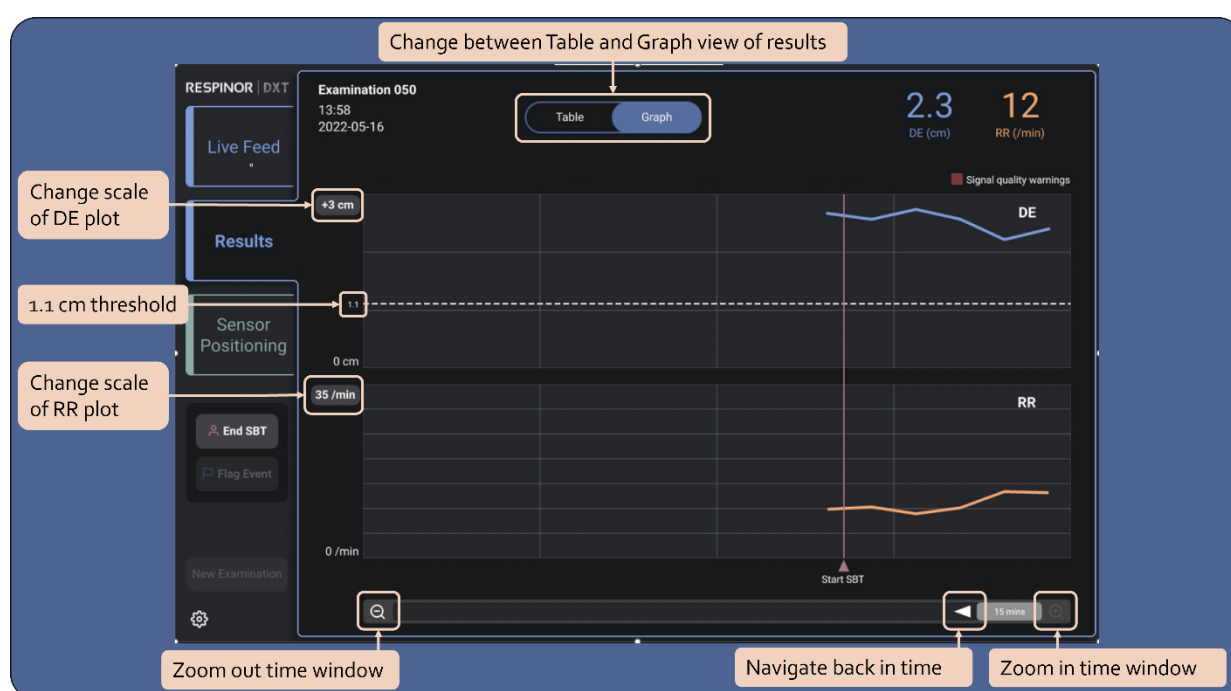 Change between Table and Graph view of results
RESPINOR | DXT
Examination 050
13:58
2022-05-16
Table
Graph
2.3
DE (cm)
12
RR (/min)
Live Feed
Signal quality warnings
Change scale
of DE plot
+3 cm
DE
Results
1.1 cm threshold
1.1
Sensor
Positioning
0 cm
Change scale
of RR plot
35 /min
RR
End SBT
Flag Event
0 /min
New Examination
Start SBT
15 mins
Zoom out time window
Navigate back in time
Zoom in time window